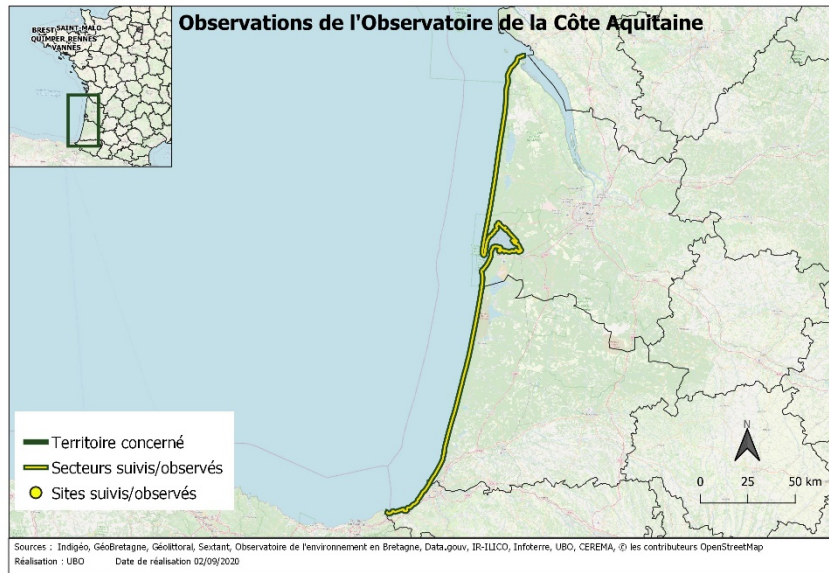 Observations de l'Observatoire de la Côte Aquitaine
BREST SAINT-MALO
QUIMPER RENNES
VANNES
Territoire concerné
Secteurs suivis/observés
Sites suivis/observés
N
0 25 50 km
Sources : Indigéo, GéoBretagne, Géolittoral, Sextant, Observatoire de l'environnement en Bretagne, Data.gouv, IR-ILICO, Infoterre, UBO, CEREMA, © les contributeurs OpenStreetMap
Réalisation : UBO Date de réalisation 02/09/2020